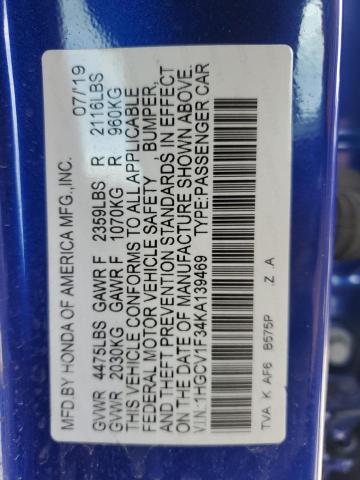 MFD.BY HONDA OF AMERICA MFG.,INC. 07/'19
GVWR 4475LBS GAWR F 2359LBS R 2116LBS
GVWR 2030KG GAWR F 1070KG R 960KG
THIS VEHICLE CONFORMS TO ALL APPLICABLE
FEDERAL MOTOR VEHICLE SAFETY BUMPER,
AND THEFT PREVENTION STANDARDS IN EFFECT
ON THE DATE OF MANUFACTURE SHOWN ABOVE.
V.I.N:1HGCV1F34KA139469 TYPE:PASSENGER CAR
TVA K AF6 B575P Z .A